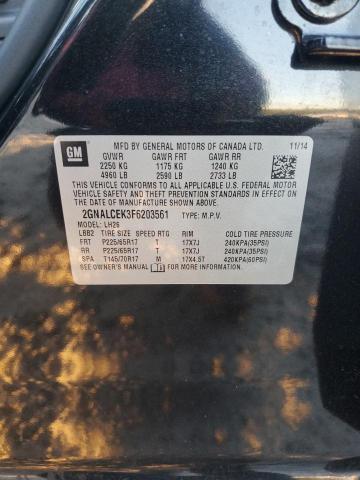 GM
MFD BY GENERAL MOTORS OF CANADA LTD. 11/14
GVWR GAWR FRT GAWR RR
2250 KG 1175 KG 1240 KG
4960 LB 2590 LB 2733 LB
THIS VEHICLE CONFORMS TO ALL APPLICABLE U.S. FEDERAL MOTOR
VEHICLE SAFETY AND THEFT PREVENTION STANDARDS IN EFFECT ON
THE DATE OF MANUFACTURE SHOWN ABOVE.
2GNALCEK3F6203561 TYPE: M.P.V.
MODEL: LH26
LBB2 TIRE SIZE SPEED RTG RIM COLD TIRE PRESSURE
FRT P225/65R17 T 17X7J 240KPA(35PSI)
RR P225/65R17 T 17X7J 240KPA(35PSI)
SPA T145/70R17 M 17X4.5T 420KPA(60PSI)
SEE OWNER'S MANUAL FOR MORE INFORMATION